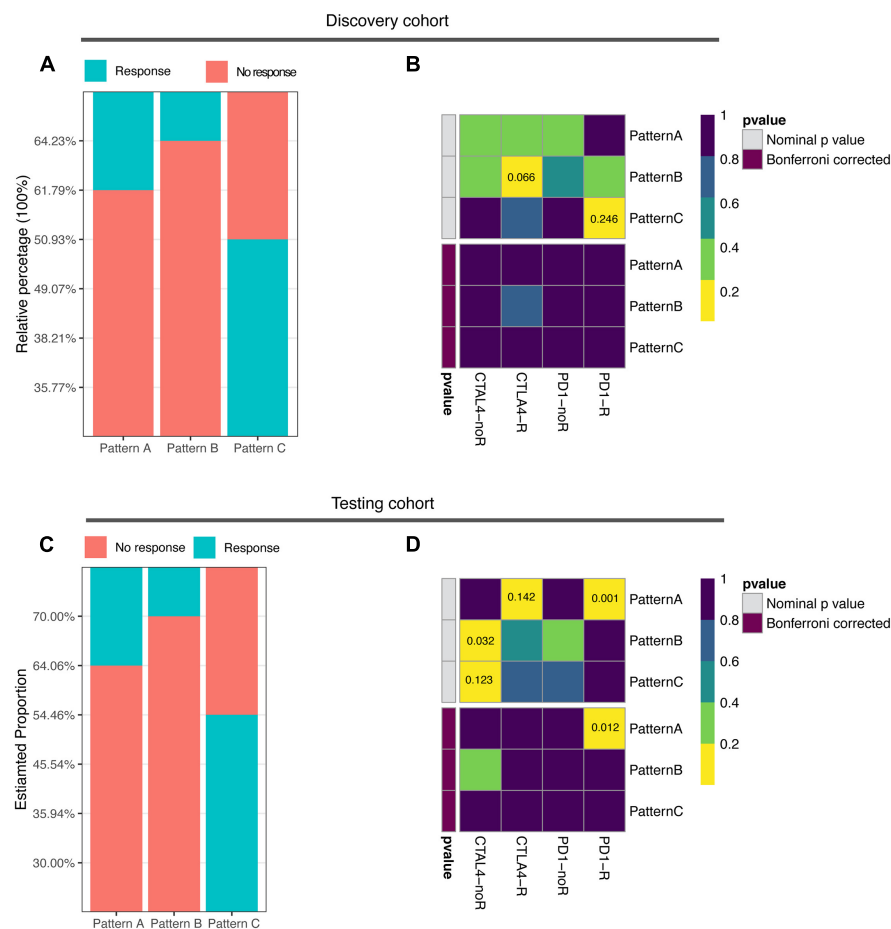 Discovery cohort
A
Response
No response
Relative percetage (100%)
64.23%
61.79%
50.93%
49.07%
38.21%
35.77%
Pattern A
Pattern B
Pattern C
B
PatternA
0.066
PatternB
0.246
PatternC
PatternA
PatternB
PatternC
pvalue
CTAL4−noR
CTLA4−R
PD1−noR
PD1−R
1
0.8
0.6
0.4
0.2
pvalue
Nominal p value
Bonferroni corrected
Testing cohort
C
No response
Response
Estiamted Proportion
70.00%
64.06%
54.46%
45.54%
35.94%
30.00%
Pattern A
Pattern B
Pattern C
D
0.142
0.001
PatternA
0.032
PatternB
0.123
PatternC
0.012
PatternA
PatternB
PatternC
pvalue
CTAL4−noR
CTLA4−R
PD1−noR
PD1−R
1
0.8
0.6
0.4
0.2
pvalue
Nominal p value
Bonferroni corrected